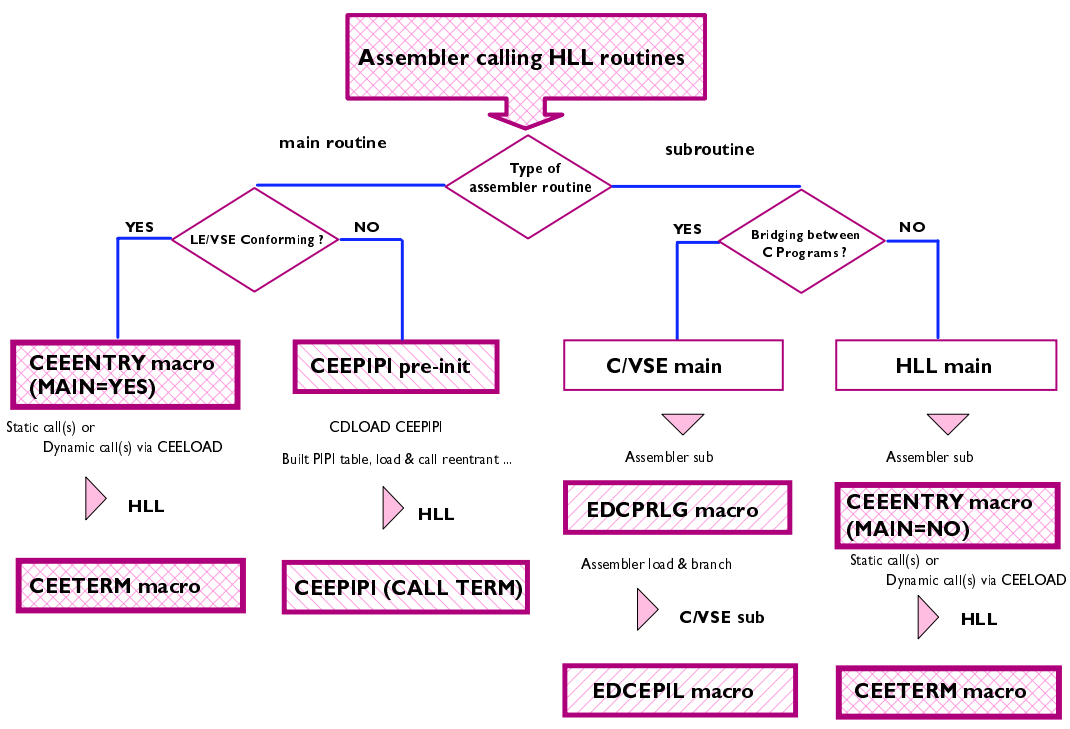 Assembler calling HLL routines
main routine
subroutine
Type of
assembler routine
YES
LE/VSE Conforming ?
NO
YES
Bridging between
C Programs ?
NO
CEEENTRY macro
(MAIN=YES)
Static call(s) or
Dynamic call(s) via CEELOAD
HLL
CEETERM macro
CEEPIPI pre-init
CDLOAD CEEPIPI
Built PIPI table, load & call reentrant ...
HLL
CEEPIPI (CALL TERM)
C/VSE main
Assembler sub
EDCPRLG macro
Assembler load & branch
C/VSE sub
EDCEPIL macro
HLL main
Assembler sub
CEEENTRY macro
(MAIN=NO)
Static call(s) or
Dynamic call(s) via CEELOAD
HLL
CEETERM macro